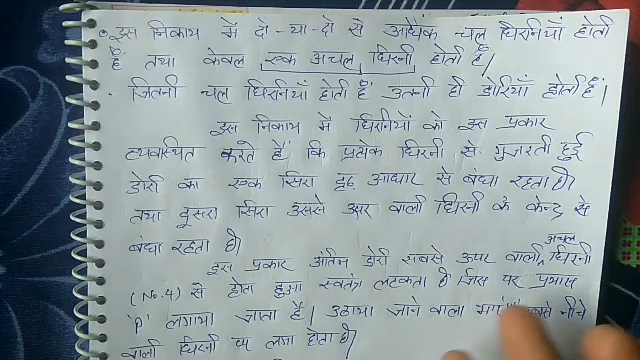 इस निकाय में दो-या-दो से अधिक चल घिरनियाँ होती
हैं तथा केवल एक अचल घिरनी होती है।
जितनी चल घिरनियाँ होती हैं उतनी ही डोरियाँ होती हैं।
इस निकाय में घिरनियों को इस प्रकार
व्यवस्थित करते हैं कि प्रत्येक घिरनी से गुजरती हुई
डोरी का एक सिरा दृढ़ आधार से बंधा रहता है।
तथा दूसरा सिरा उससे ऊपर वाली घिरनी के केन्द्र से
बंधा रहता है।
इस प्रकार अंतिम डोरी सबसे ऊपर वाली अचल घिरनी
(No.4) से होता हुआ स्वतंत्र लटकता है जिस पर प्रयास
'P' लगाया जाता है। उठाया जाने वाला नीचे
वाली घिरनी पर लगा होता है।